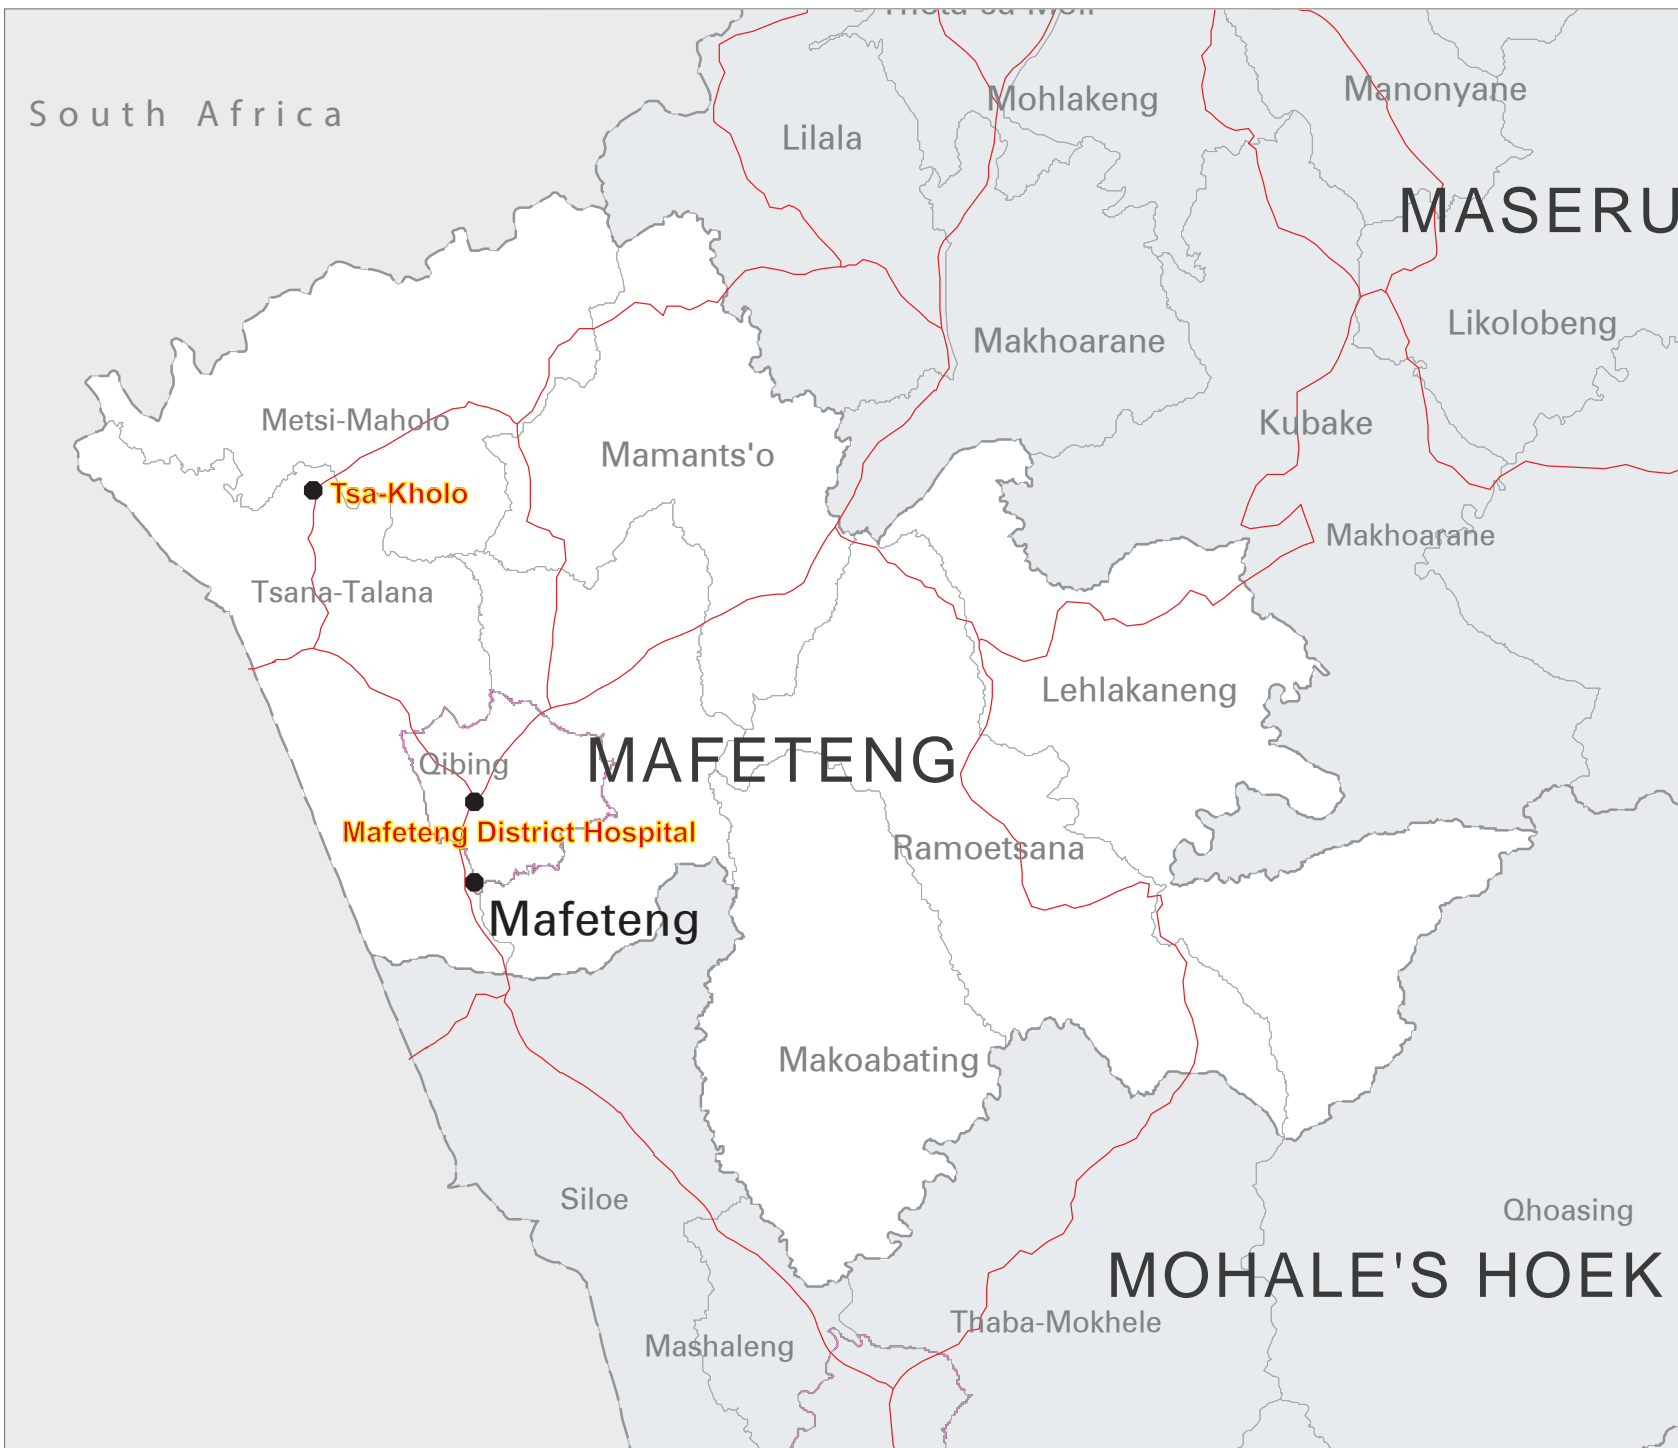 South Africa
Mohlakeng
Manonyane
Lilala
MASERU
Likolobeng
Makhoarane
Metsi-Maholo
Kubake
Mamants'o
Tsa-Kholo
Makhoarane
Tsana-Talana
Lehlakaneng
Qibing
MAFETENG
Mafeteng District Hospital
Ramoetsana
Mafeteng
Makoabating
Siloe
Qhoasing
MOHALE'S HOEK
Thaba-Mokhele
Mashaleng